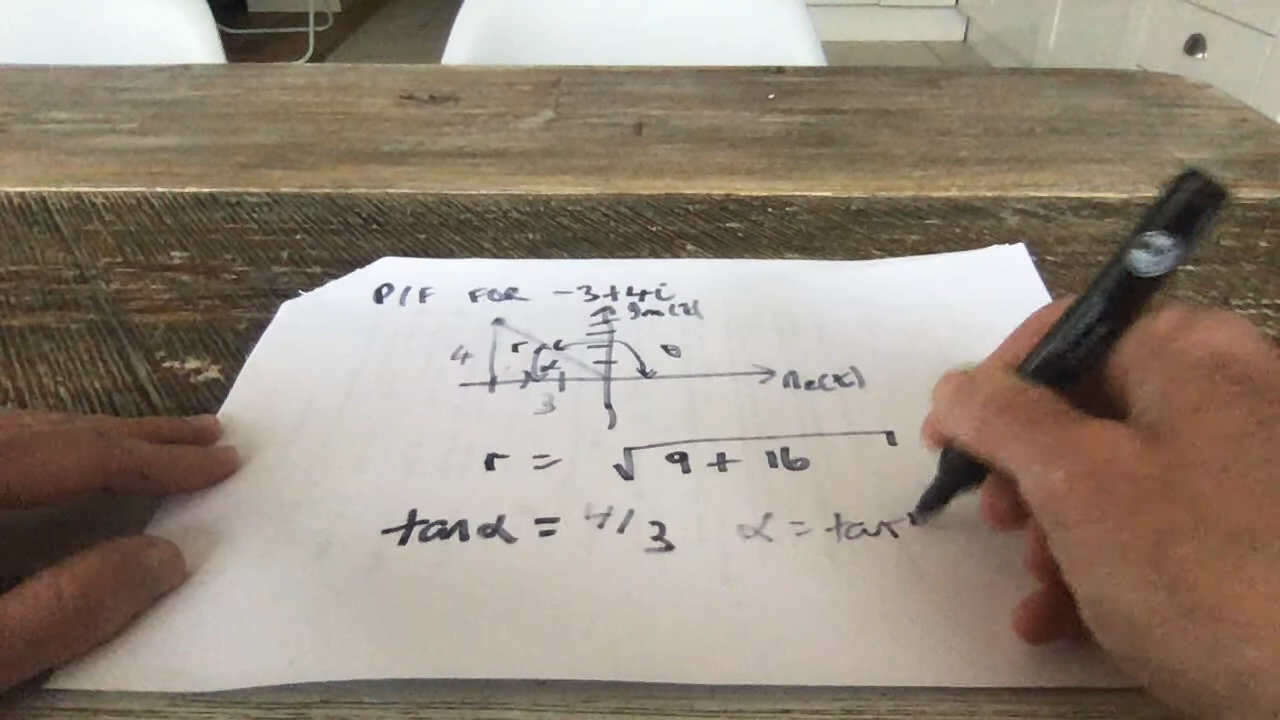 P/F FOR -3+4i
Im(z)
4 r α θ
Re(z)
3
r = √9 + 16
tanα = 4/3 α = tan